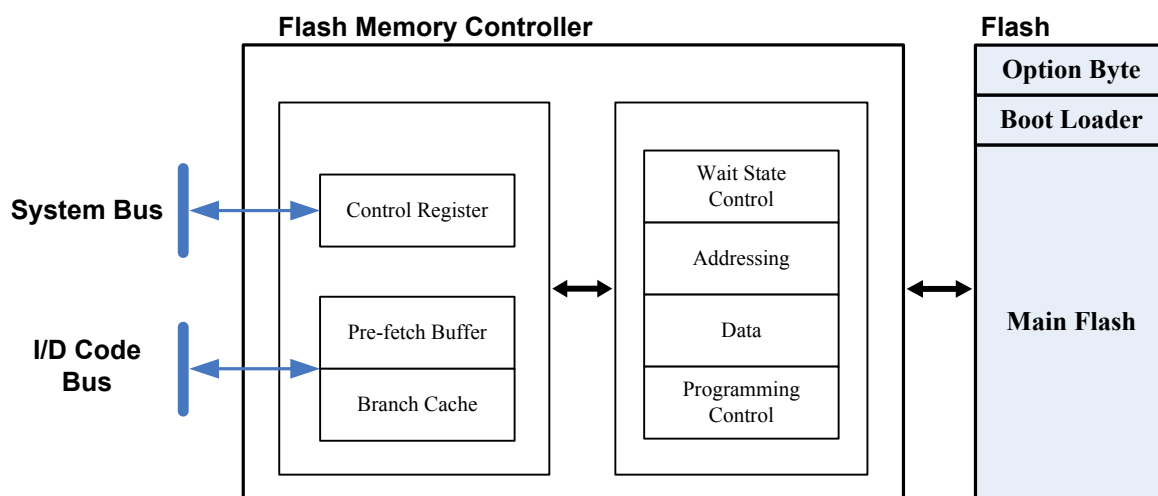 Flash Memory Controller
Flash
Option Byte
Boot Loader
Main Flash
System Bus
I/D Code
Bus
Control Register
Pre-fetch Buffer
Branch Cache
Wait State
Control
Addressing
Data
Programming
Control